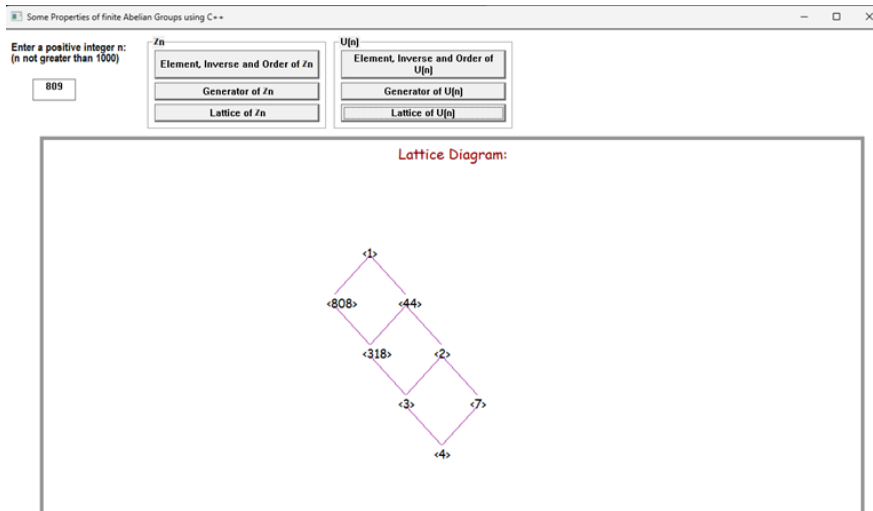 Some Properties of finite Abelian Groups using C++
Enter a positive integer n:
(n not greater than 1000)
809
Zn
Element, Inverse and Order of Zn
Generator of Zn
Lattice of Zn
U(n)
Element, Inverse and Order of
U(n)
Generator of U(n)
Lattice of U(n)
Lattice Diagram:
<1>
<808> <44>
<318> <2>
<3> <7>
<4>